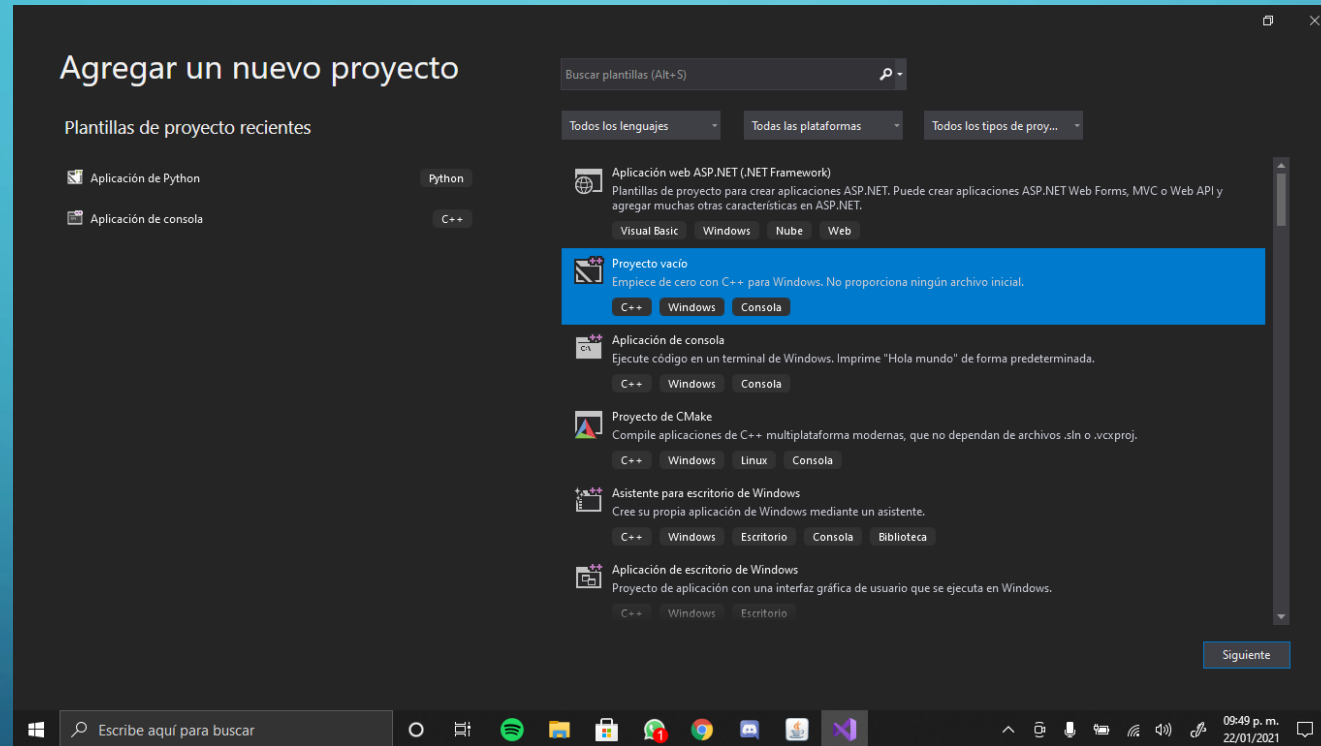 Agregar un nuevo proyecto
Buscar plantillas (Alt+S)
Plantillas de proyecto recientes
Todos los lenguajes
Todas las plataformas
Todos los tipos de proy...
Aplicación de Python
Python
Aplicación de consola
C++
Aplicación web ASP.NET (.NET Framework)
Plantillas de proyecto para crear aplicaciones ASP.NET. Puede crear aplicaciones ASP.NET Web Forms, MVC o Web API y
agregar muchas otras características en ASP.NET.
Visual Basic Windows Nube Web
Proyecto vacío
Empiece de cero con C++ para Windows. No proporciona ningún archivo inicial.
C++ Windows Consola
Aplicación de consola
Ejecute código en un terminal de Windows. Imprime "Hola mundo" de forma predeterminada.
C++ Windows Consola
Proyecto de CMake
Compile aplicaciones de C++ multiplataforma modernas, que no dependan de archivos .sln o .vcxproj.
C++ Windows Linux Consola
Asistente para escritorio de Windows
Cree su propia aplicación de Windows mediante un asistente.
C++ Windows Escritorio Consola Biblioteca
Aplicación de escritorio de Windows
Proyecto de aplicación con una interfaz gráfica de usuario que se ejecuta en Windows.
C++ Windows Escritorio
Siguiente
Escribe aquí para buscar
1
09:49 p. m.
22/01/2021